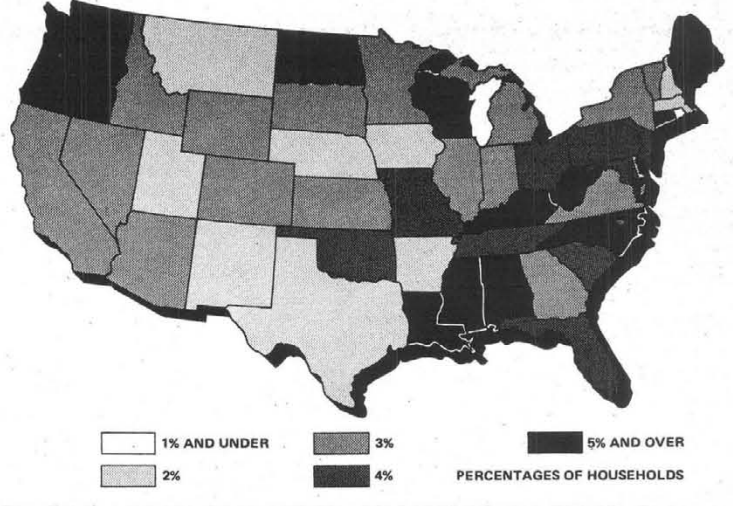 1% AND UNDER
3%
5% AND OVER
2%
4%
PERCENTAGES OF HOUSEHOLDS